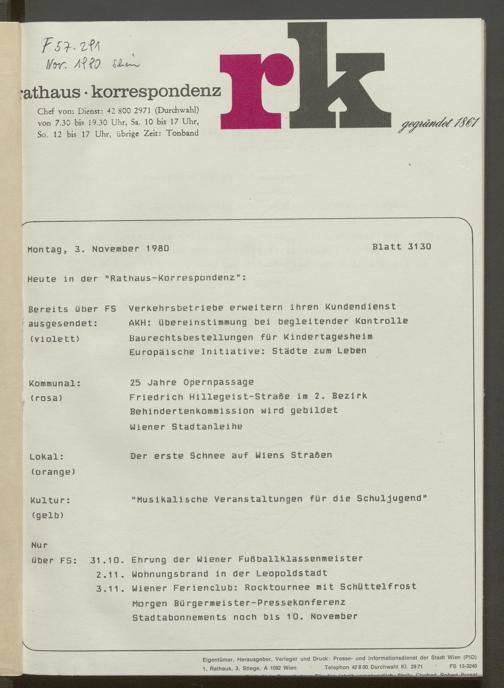 F 57.291
Nov. 1980
rk
rathaus · korrespondenz
Chef vom Dienst: 42 800 2971 (Durchwahl)
von 7.30 bis 19.30 Uhr, Sa. 10 bis 17 Uhr,
So. 12 bis 17 Uhr, übrige Zeit: Tonband
gegründet 1861
Montag, 3. November 1980 Blatt 3130
Heute in der "Rathaus-Korrespondenz":
Bereits über FS Verkehrsbetriebe erweitern ihren Kundendienst
ausgesendet: AKH: übereinstimmung bei begleitender Kontrolle
(violett) Baurechtsbestellungen für Kindertagesheim
Europäische Initiative: Städte zum Leben
Kommunal: 25 Jahre Opernpassage
(rosa) Friedrich Hillegeist-Straße im 2. Bezirk
Behindertenkommission wird gebildet
Wiener Stadtanleihe
Lokal: Der erste Schnee auf Wiens Straßen
(orange)
Kultur: "Musikalische Veranstaltungen für die Schuljugend"
(gelb)
Nur
über FS: 31.10. Ehrung der Wiener Fußballklassenmeister
2.11. Wohnungsbrand in der Leopoldstadt
3.11. Wiener Ferienclub: Rocktournee mit Schüttelfrost
Morgen Bürgermeister-Pressekonferenz
Stadtabonnements noch bis 10. November
Eigentümer, Herausgeber, Verleger und Druck: Presse- und Informationsdienst der Stadt Wien (PID)
1, Rathaus, 3. Stiege, A 1082 Wien Telephon 42 8 00 Durchwahl Kl. 29 71 FS 13-3240